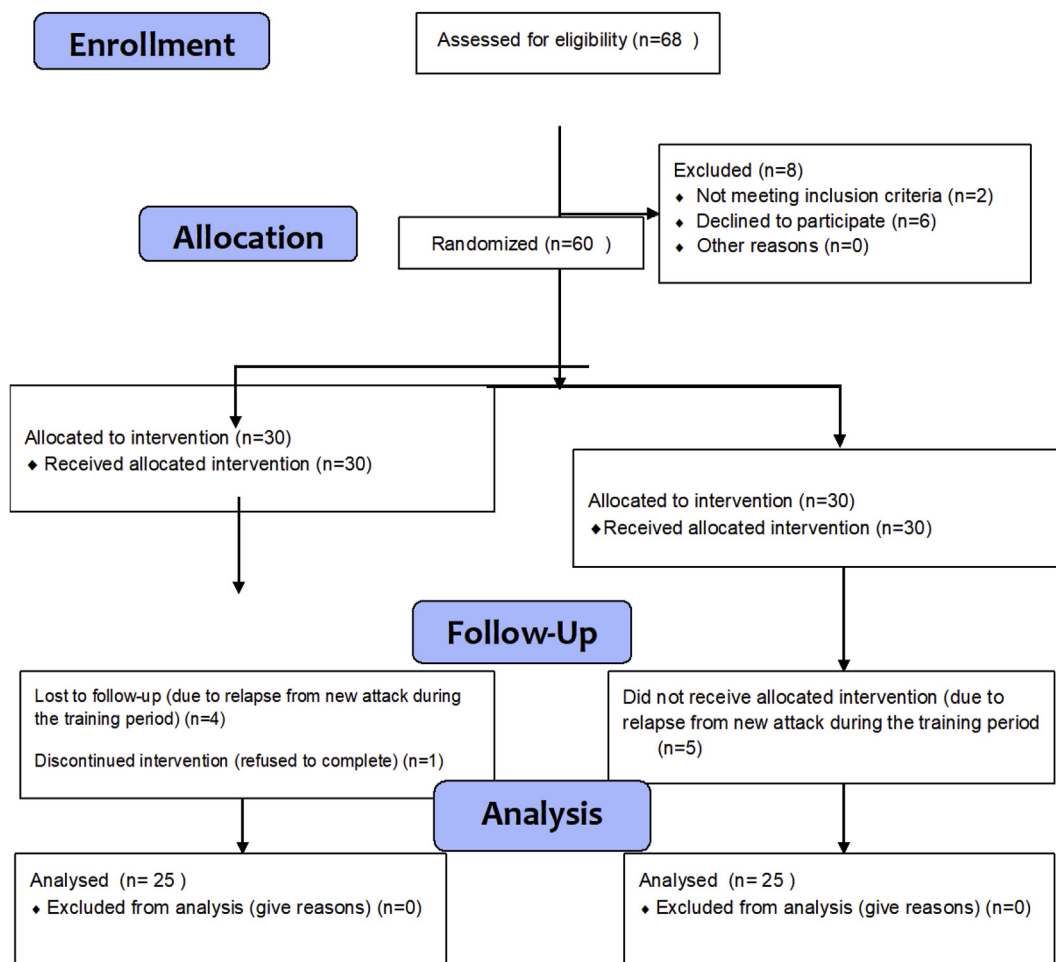 Enrollment
Assessed for eligibility (n=68 )
Excluded (n=8)
♦ Not meeting inclusion criteria (n=2)
♦ Declined to participate (n=6)
♦ Other reasons (n=0)
Allocation
Randomized (n=60 )
Allocated to intervention (n=30)
♦ Received allocated intervention (n=30)
Allocated to intervention (n=30)
♦Received allocated intervention (n=30)
Follow-Up
Lost to follow-up (due to relapse from new attack during
the training period) (n=4)
Discontinued intervention (refused to complete) (n=1)
Did not receive allocated intervention (due to
relapse from new attack during the training period
(n=5)
Analysis
Analysed (n= 25 )
♦ Excluded from analysis (give reasons) (n=0)
Analysed (n= 25 )
♦ Excluded from analysis (give reasons) (n=0)